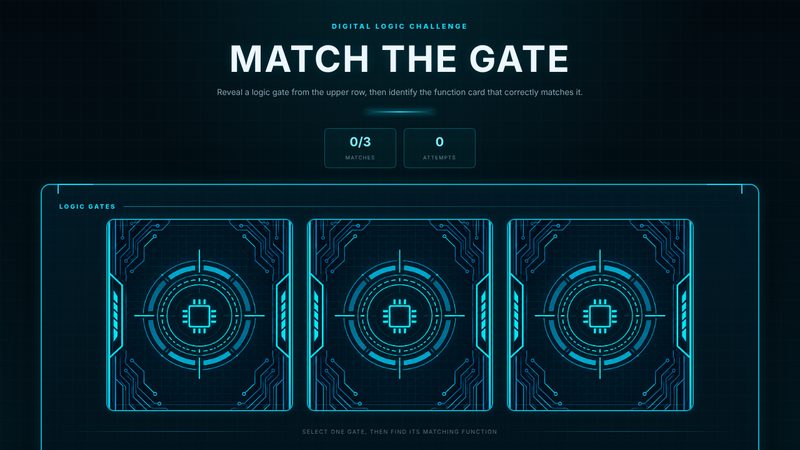 DIGITAL LOGIC CHALLENGE
MATCH THE GATE
Reveal a logic gate from the upper row, then identify the function card that correctly matches it.
0/3
MATCHES
0
ATTEMPTS
LOGIC GATES
SELECT ONE GATE, THEN FIND ITS MATCHING FUNCTION